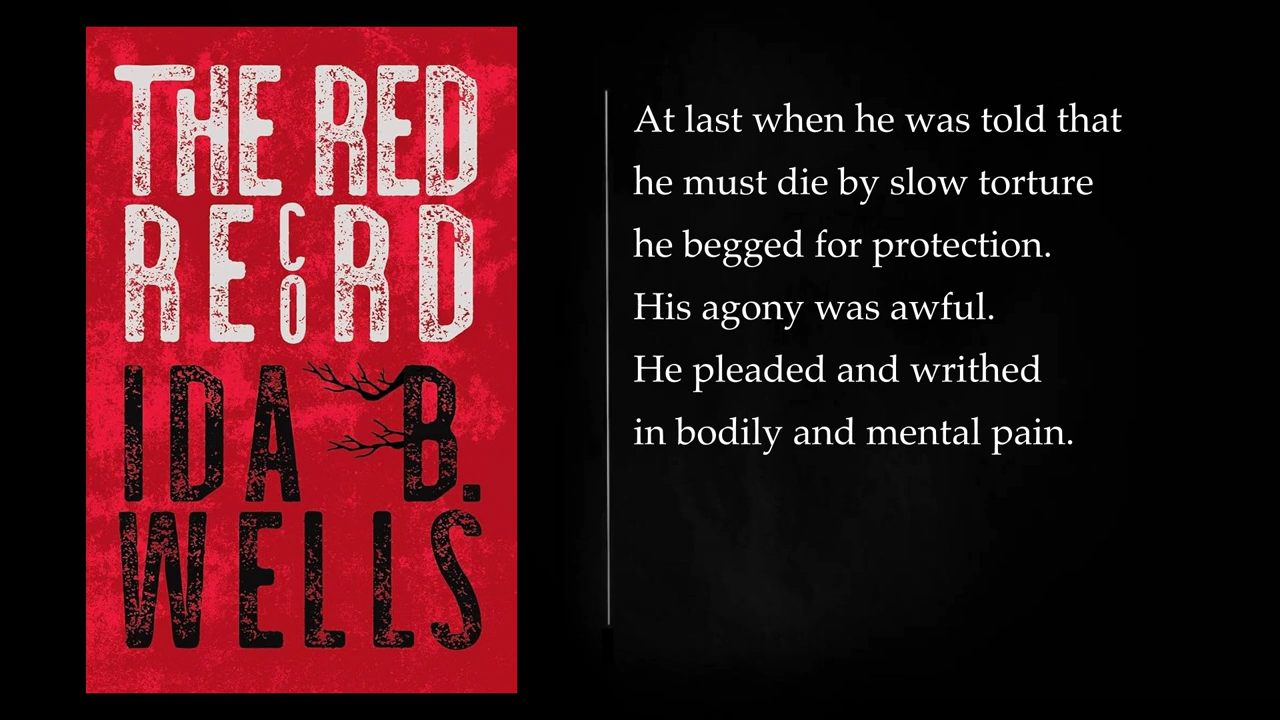 THE RED
RECORD
IDA B.
WELLS
At last when he was told that
he must die by slow torture
he begged for protection.
His agony was awful.
He pleaded and writhed
in bodily and mental pain.